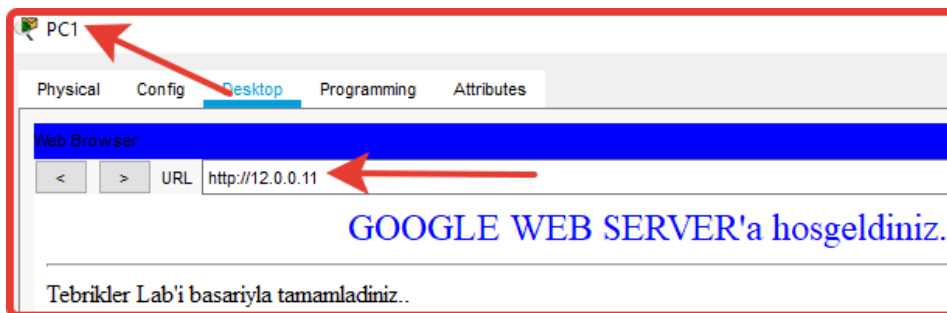 PC1
Physical Config Desktop Programming Attributes
Web Browser
< > URL http://12.0.0.11
GOOGLE WEB SERVER'a hosgeldiniz.
Tebrikler Lab'i basariyla tamamladiniz..